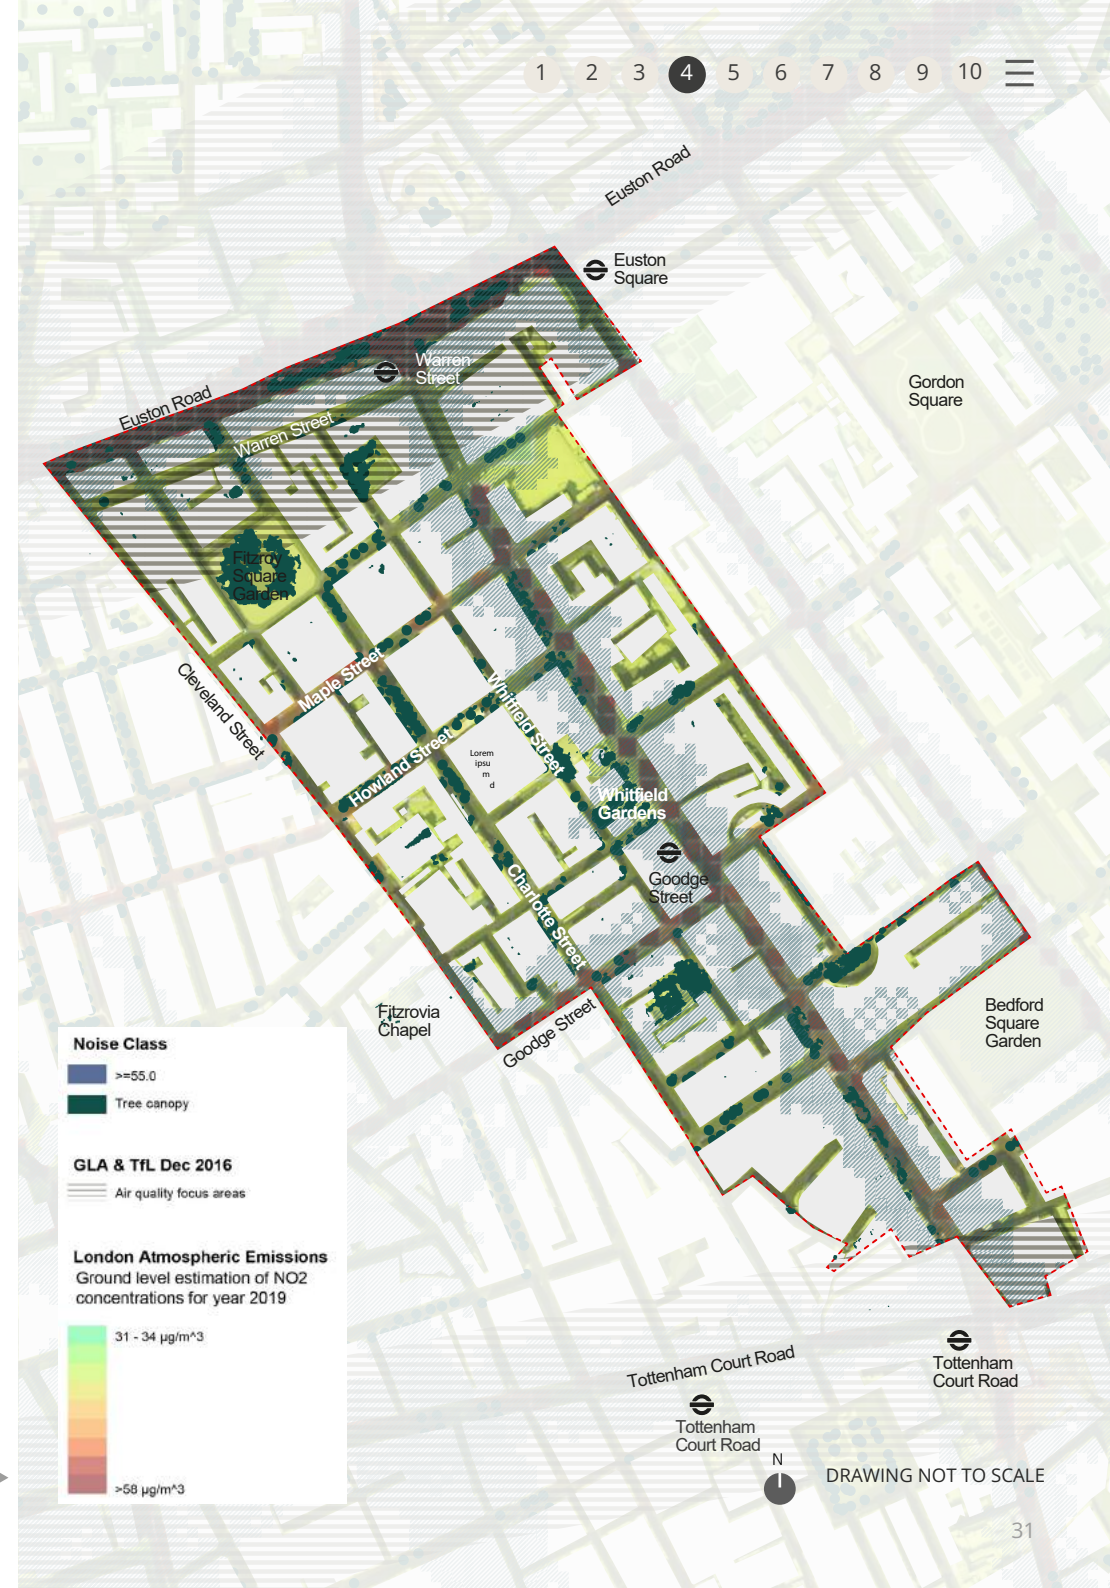 1 2 3 4 5 6 7 8 9 10
Euston Road
Euston
Square
Warren
Street
Gordon
Square
Euston Road
Warren Street
Fitzroy
Square
Garden
Cleveland Street
Maple Street
Whitfield Street
Howland Street
Lorem
ipsu
m
d
Whitfield
Gardens
Goodge
Street
Charlotte Street
Fitzrovia
Chapel
Goodge Street
Bedford
Square
Garden
Noise Class
>=55.0
Tree canopy
GLA & TfL Dec 2016
Air quality focus areas
London Atmospheric Emissions
Ground level estimation of NO2
concentrations for year 2019
31 - 34 µg/m^3
>58 µg/m^3
Tottenham Court Road
Tottenham
Court Road
Tottenham
Court Road
N
DRAWING NOT TO SCALE
31